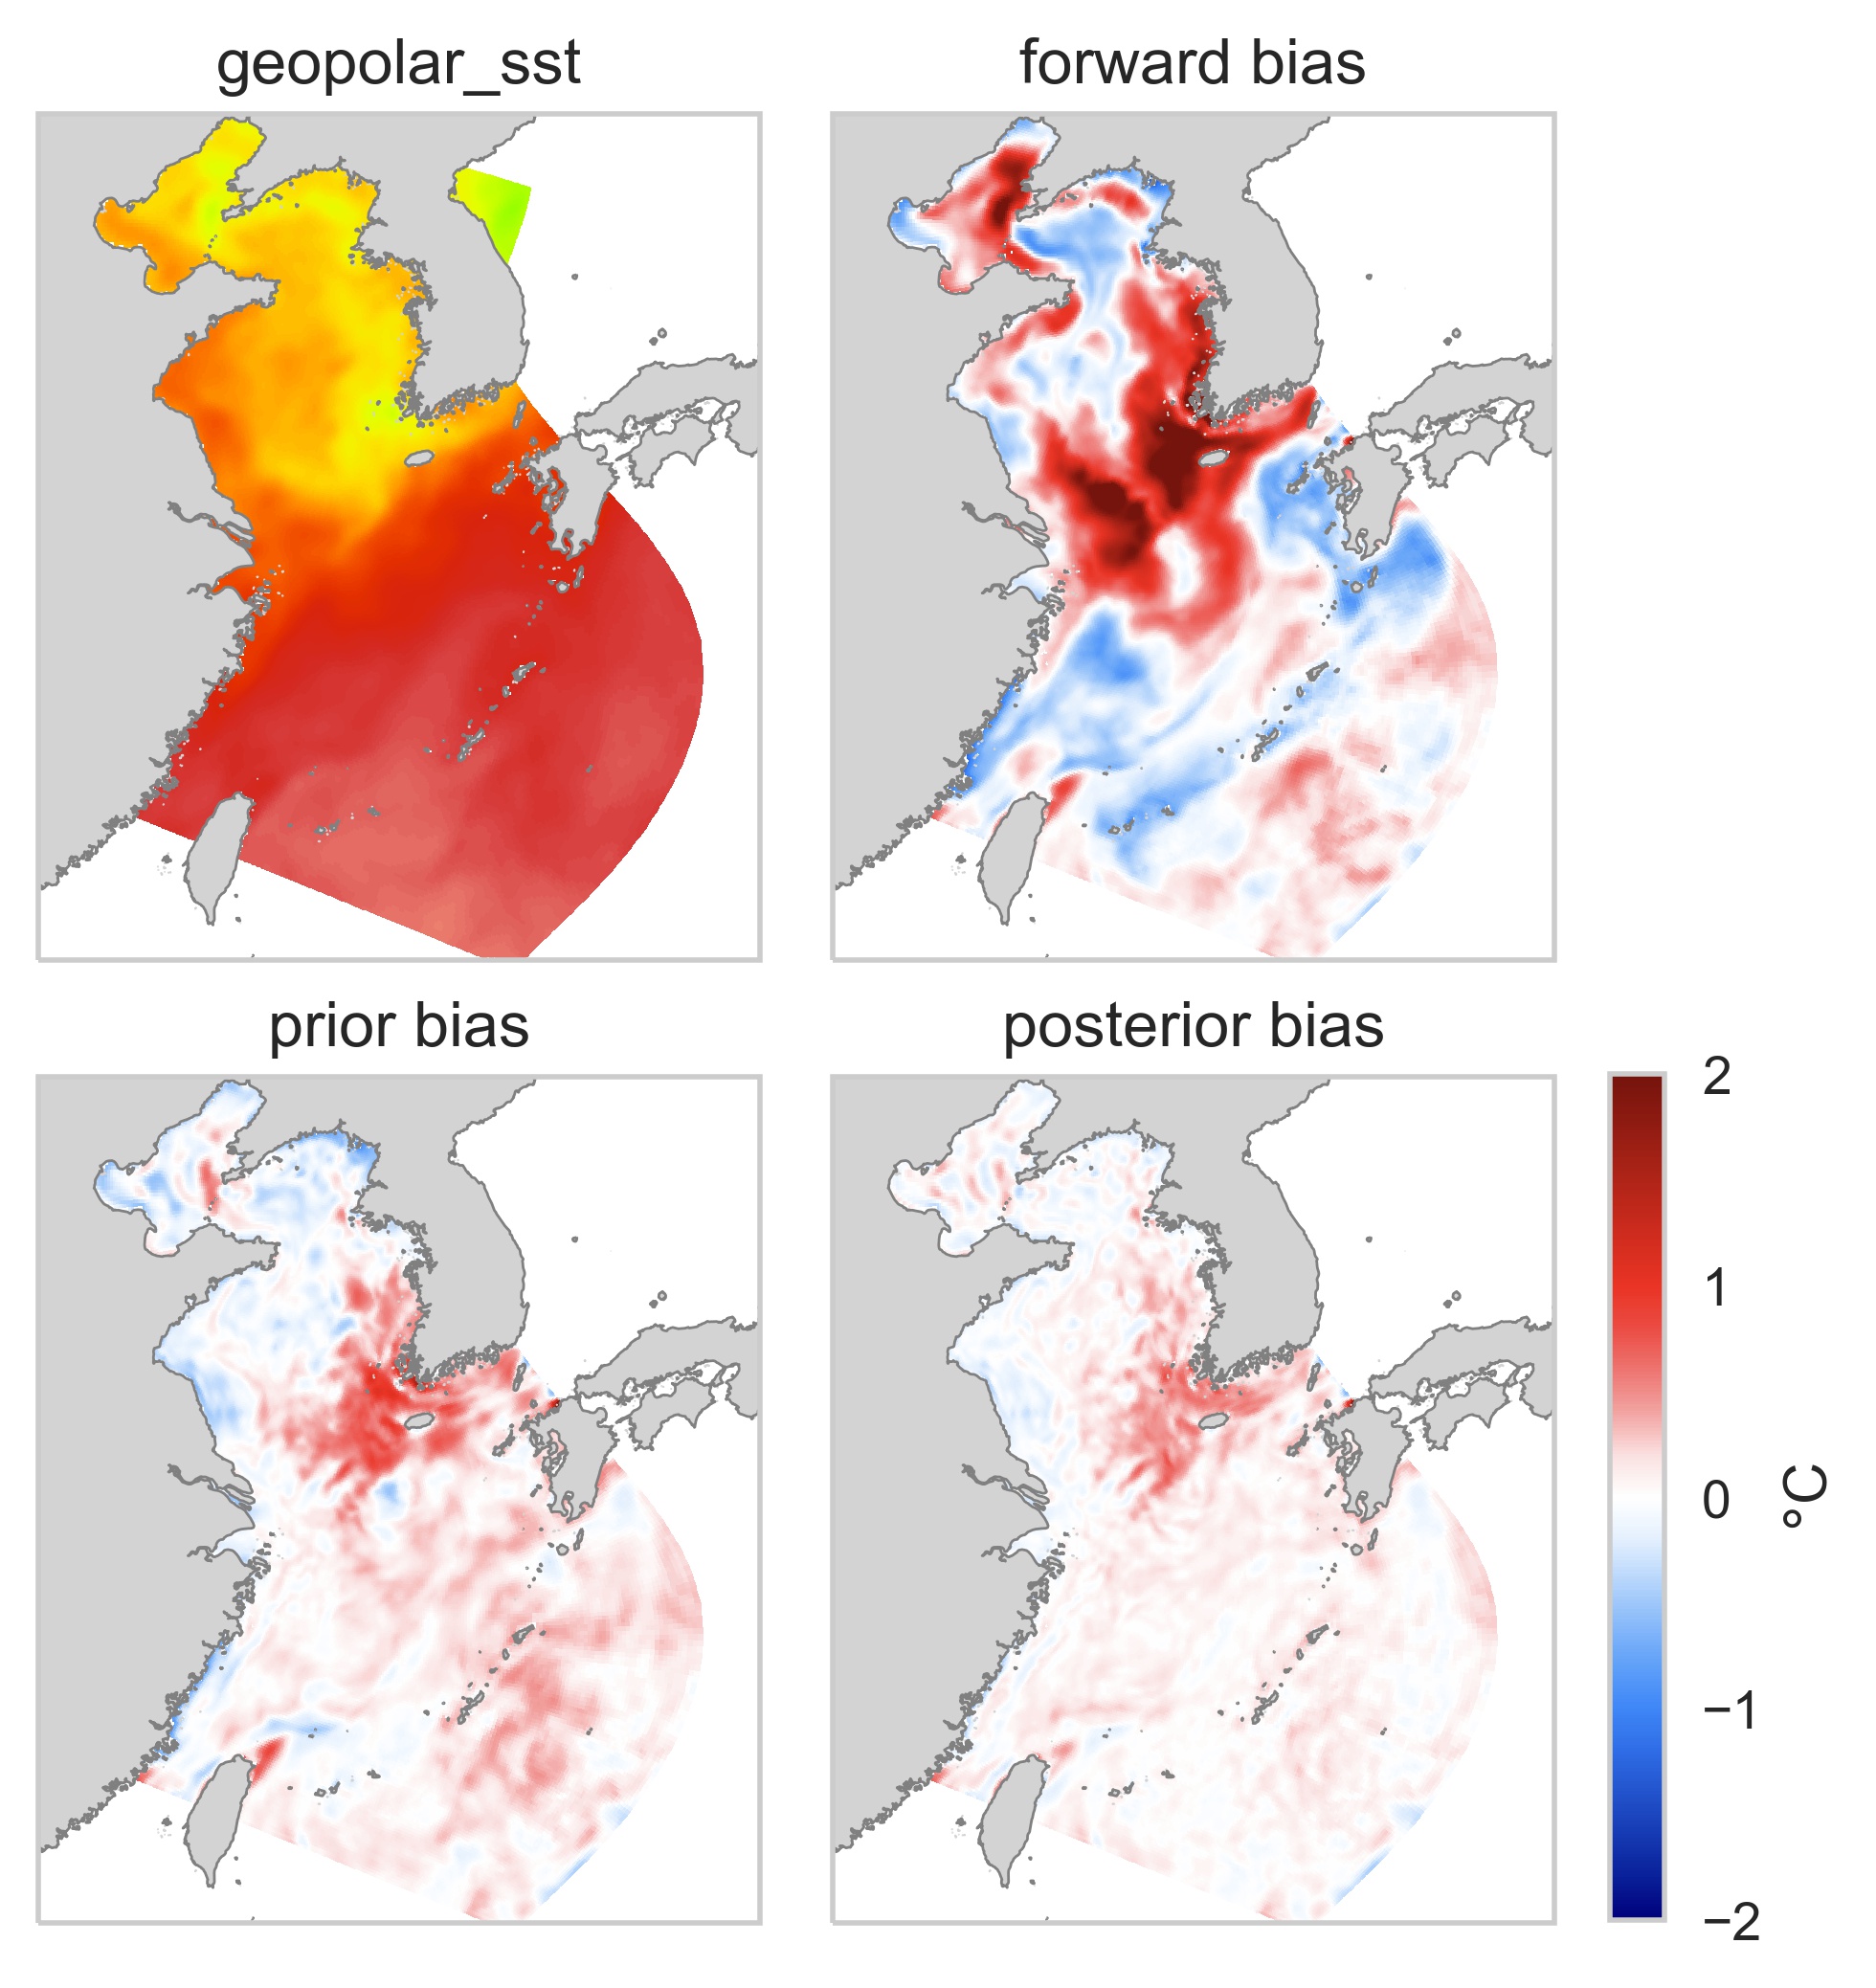 geopolar_sst
forward bias
prior bias
posterior bias
2
1
0
−1
−2
°C